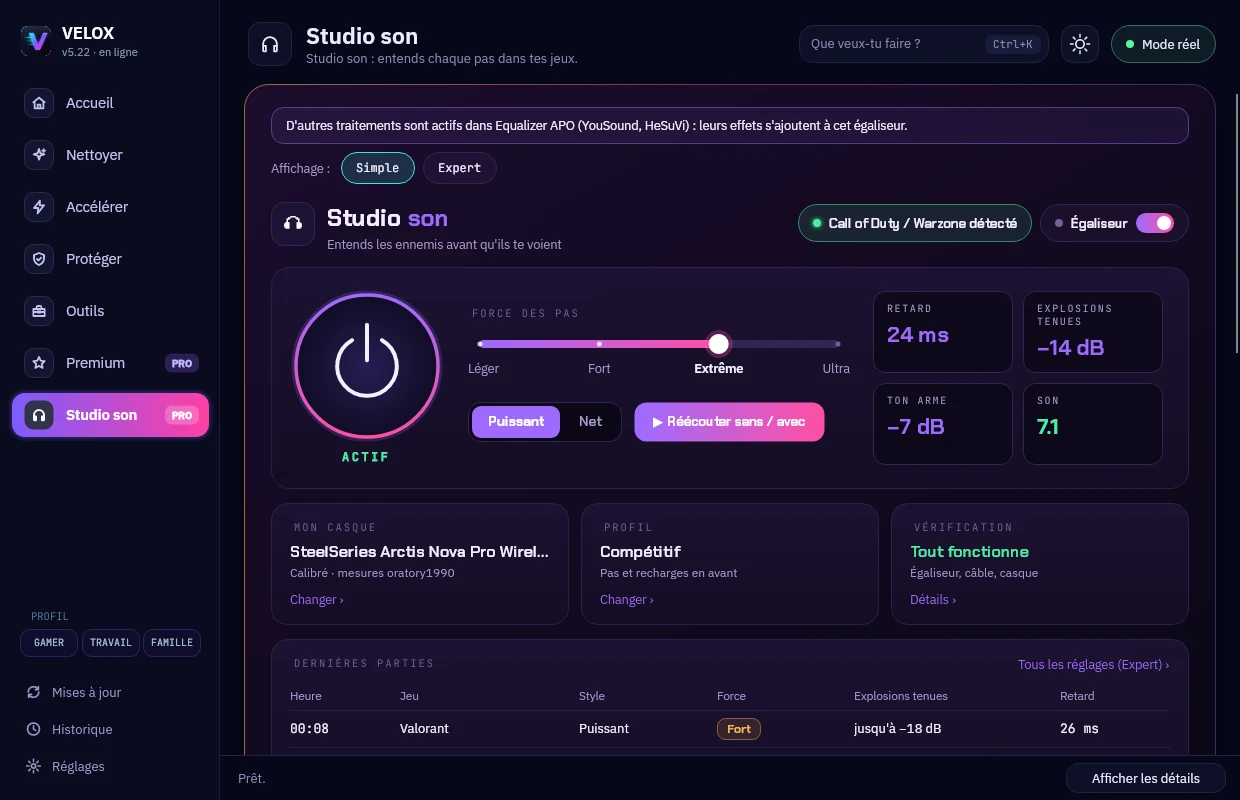 VELOX
v5.22 · en ligne
Accueil
Nettoyer
Accélérer
Protéger
Outils
Premium PRO
Studio son PRO
PROFIL
GAMER TRAVAIL FAMILLE
Mises à jour
Historique
Réglages
Studio son
Studio son : entends chaque pas dans tes jeux.
Que veux-tu faire ? Ctrl+K
Mode réel
D'autres traitements sont actifs dans Equalizer APO (YouSound, HeSuVi) : leurs effets s'ajoutent à cet égaliseur.
Affichage : Simple Expert
Studio son
Entends les ennemis avant qu'ils te voient
Call of Duty / Warzone détecté
Égaliseur
ACTIF
FORCE DES PAS
Léger Fort Extrême Ultra
Puissant Net ▶ Réécouter sans / avec
RETARD
24 ms
EXPLOSIONS
TENUES
−14 dB
TON ARME
−7 dB
SON
7.1
MON CASQUE
SteelSeries Arctis Nova Pro Wirel...
Calibré · mesures oratory1990
Changer ›
PROFIL
Compétitif
Pas et recharges en avant
Changer ›
VÉRIFICATION
Tout fonctionne
Égaliseur, câble, casque
Détails ›
DERNIÈRES PARTIES
Tous les réglages (Expert) ›
Heure Jeu Style Force Explosions tenues Retard
00:08 Valorant Puissant Fort jusqu'à −18 dB 26 ms
Prêt.
Afficher les détails